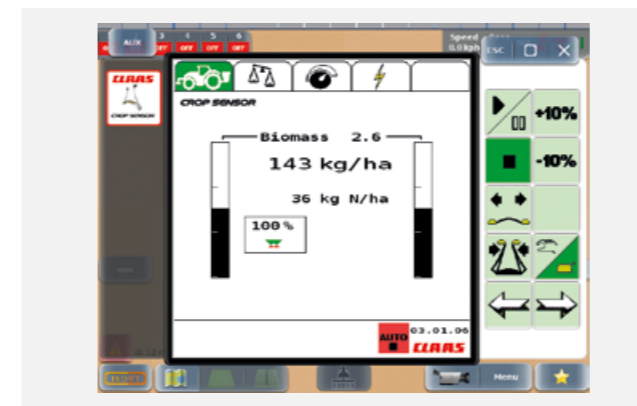 AUX 3 4 5 6
OFF OFF OFF OFF
Speed
0.0 kph
ESC
CLAAS
CROP SENSOR
CROP SENSOR
Biomass 2.6
143 kg/ha
36 kg N/ha
100 %
+10%
-10%
AUTO
03.01.06
CLAAS
Menu